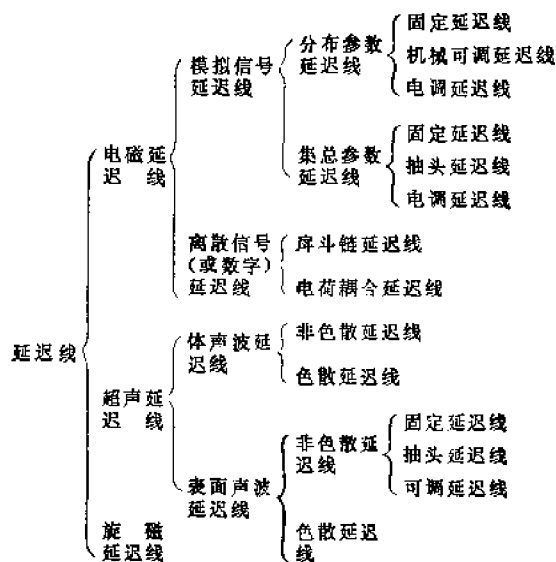 固定延迟线
分布参数
延迟线
机械可调延迟线
模拟信号
延迟线
电调延迟线
固定延迟线
电磁延
迟线
集总参数
延迟线
抽头延迟线
电调延迟线
离散信号
(或数字)
延迟线
戽斗链延迟线
电荷耦合延迟线
延迟线
体声波延
迟线
非色散延迟线
色散延迟线
超声延
迟线
固定延迟线
非色散延
迟线
抽头延迟线
表面声波
延迟线
可调延迟线
旋磁
延迟线
色散延迟
线